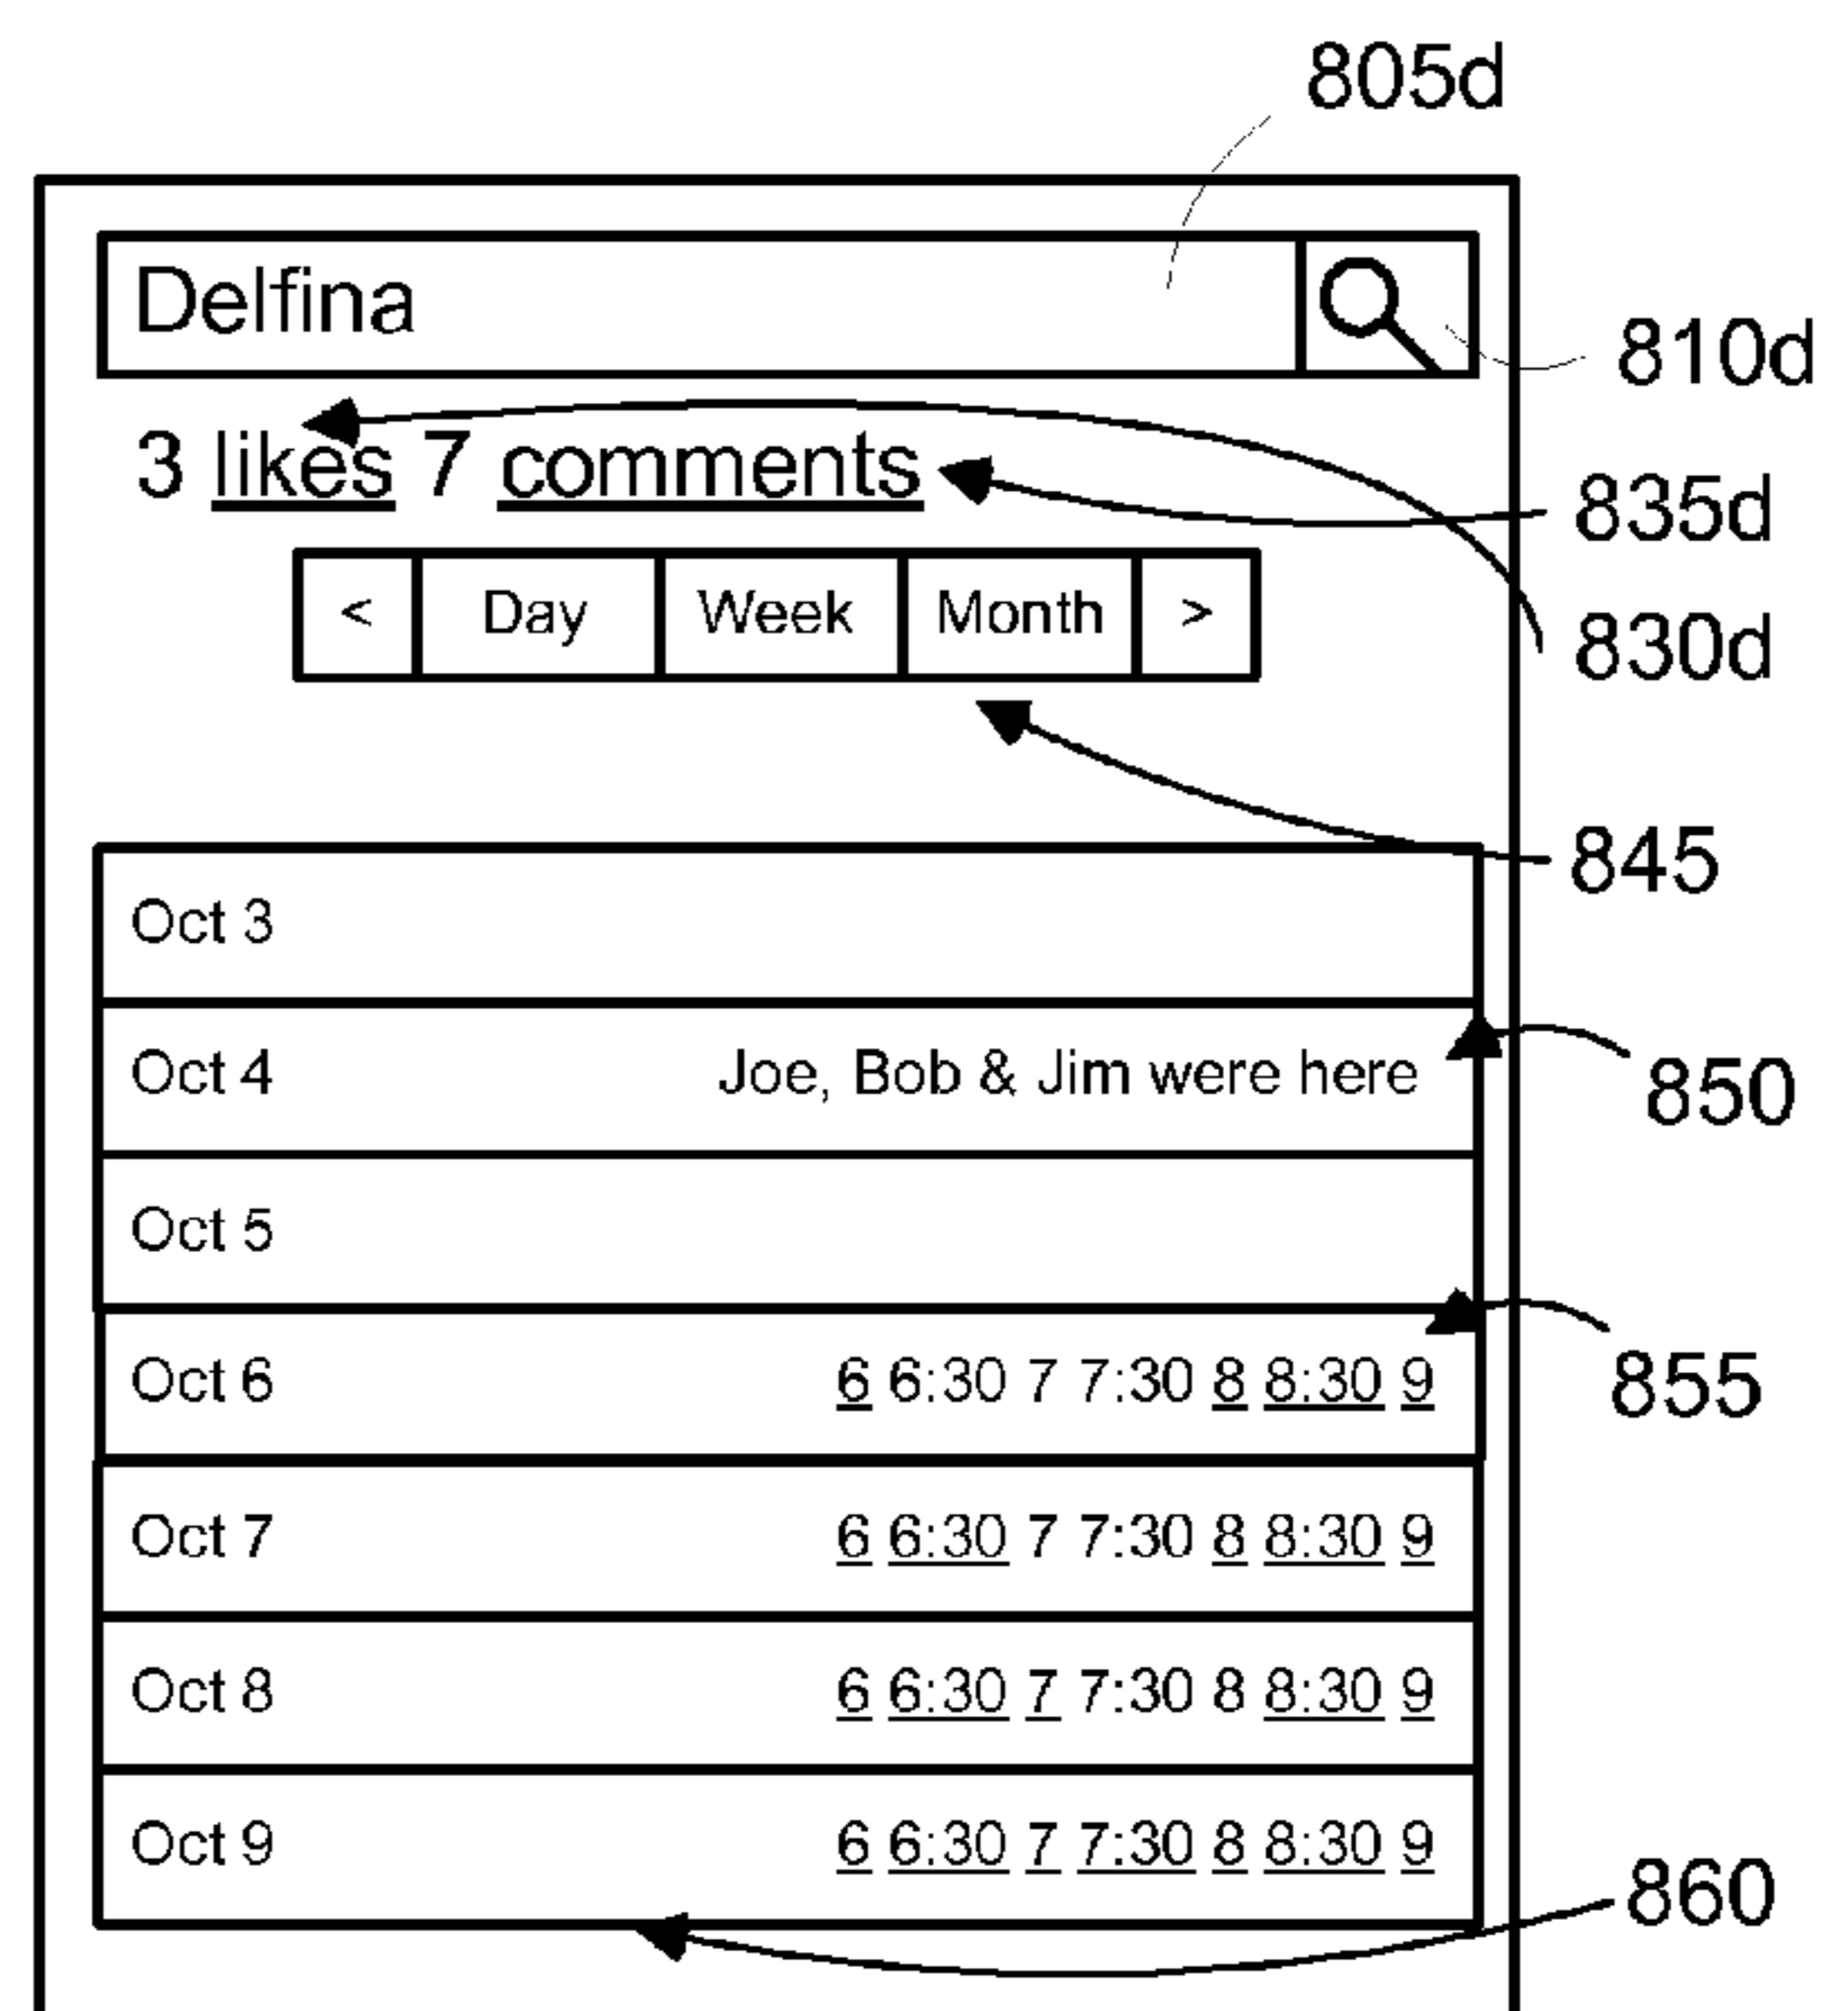 805d
Delfina
810d
3 likes 7 comments
835d
< Day Week Month >
830d
845
Oct 3
Oct 4 Joe, Bob & Jim were here
850
Oct 5
Oct 6 6 6:30 7 7:30 8 8:30 9
855
Oct 7 6 6:30 7 7:30 8 8:30 9
Oct 8 6 6:30 7 7:30 8 8:30 9
Oct 9 6 6:30 7 7:30 8 8:30 9
860